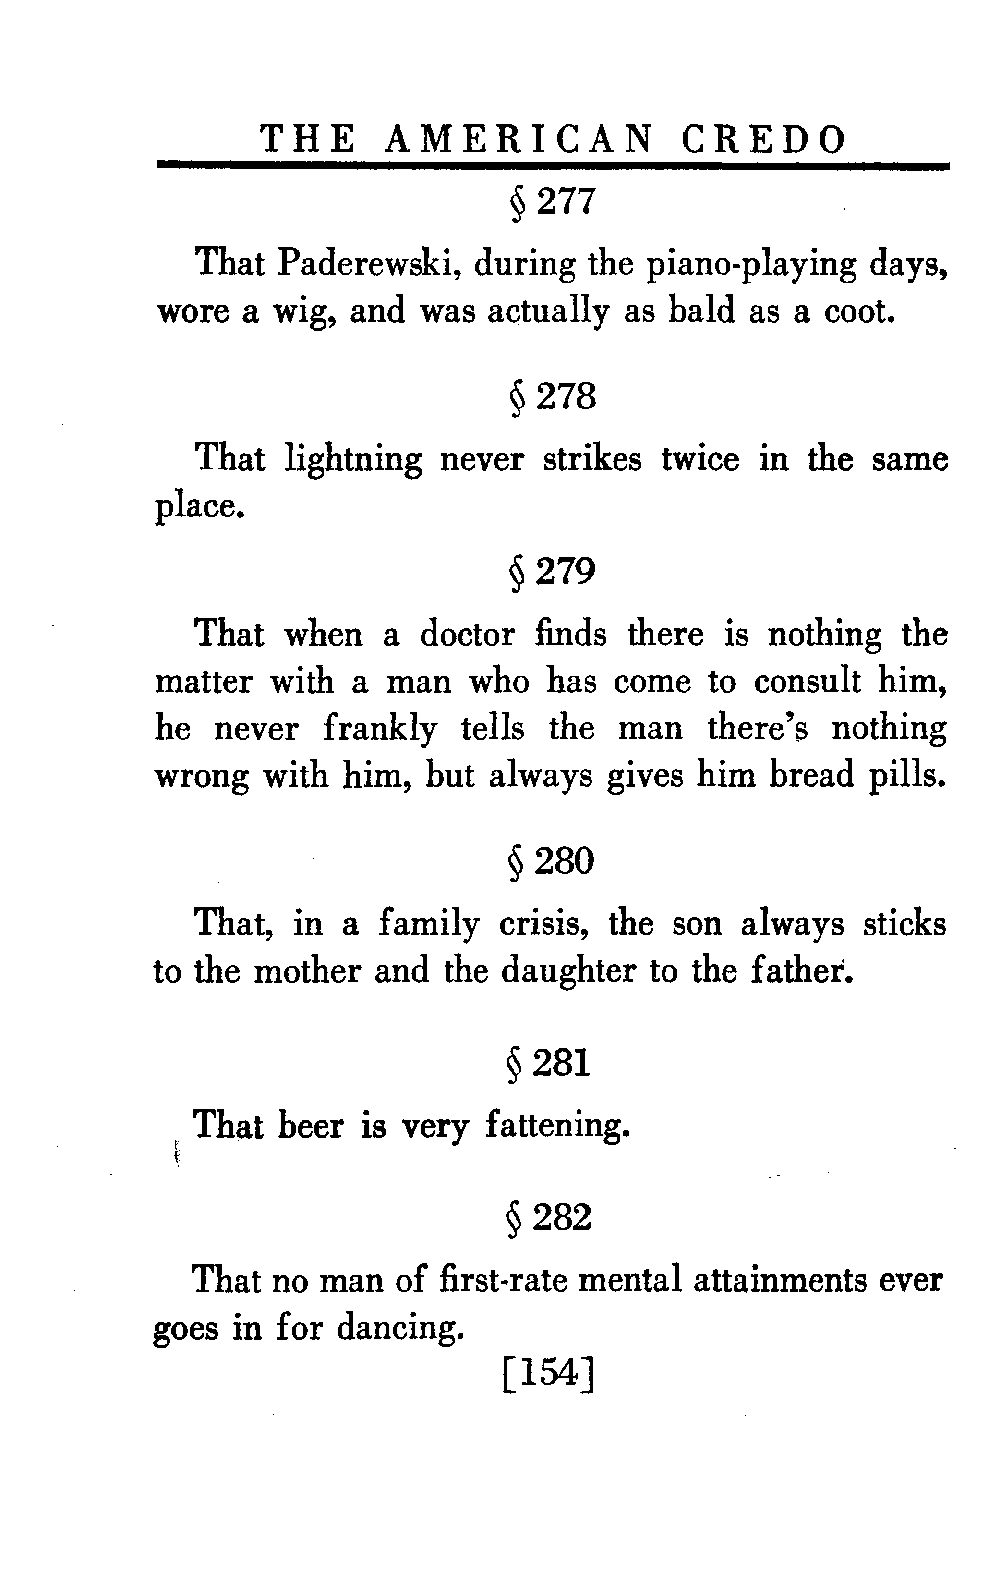 THE AMERICAN CREDO
§ 277
That Paderewski, during the piano-playing days,
wore a wig, and was actually as bald as a coot.
§ 278
That lightning never strikes twice in the same
place.
§ 279
That when a doctor finds there is nothing the
matter with a man who has come to consult him,
he never frankly tells the man there's nothing
wrong with him, but always gives him bread pills.
§ 280
That, in a family crisis, the son always sticks
to the mother and the daughter to the father.
§ 281
That beer is very fattening.
§ 282
That no man of first-rate mental attainments ever
goes in for dancing.
[154]